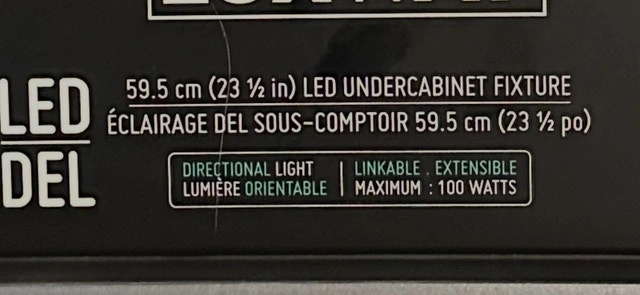 LED
DEL
59.5 cm (23 ½ in) LED UNDERCABINET FIXTURE
ÉCLAIRAGE DEL SOUS-COMPTOIR 59.5 cm (23 ½ po)
DIRECTIONAL LIGHT
LUMIÈRE ORIENTABLE
LINKABLE . EXTENSIBLE
MAXIMUM : 100 WATTS